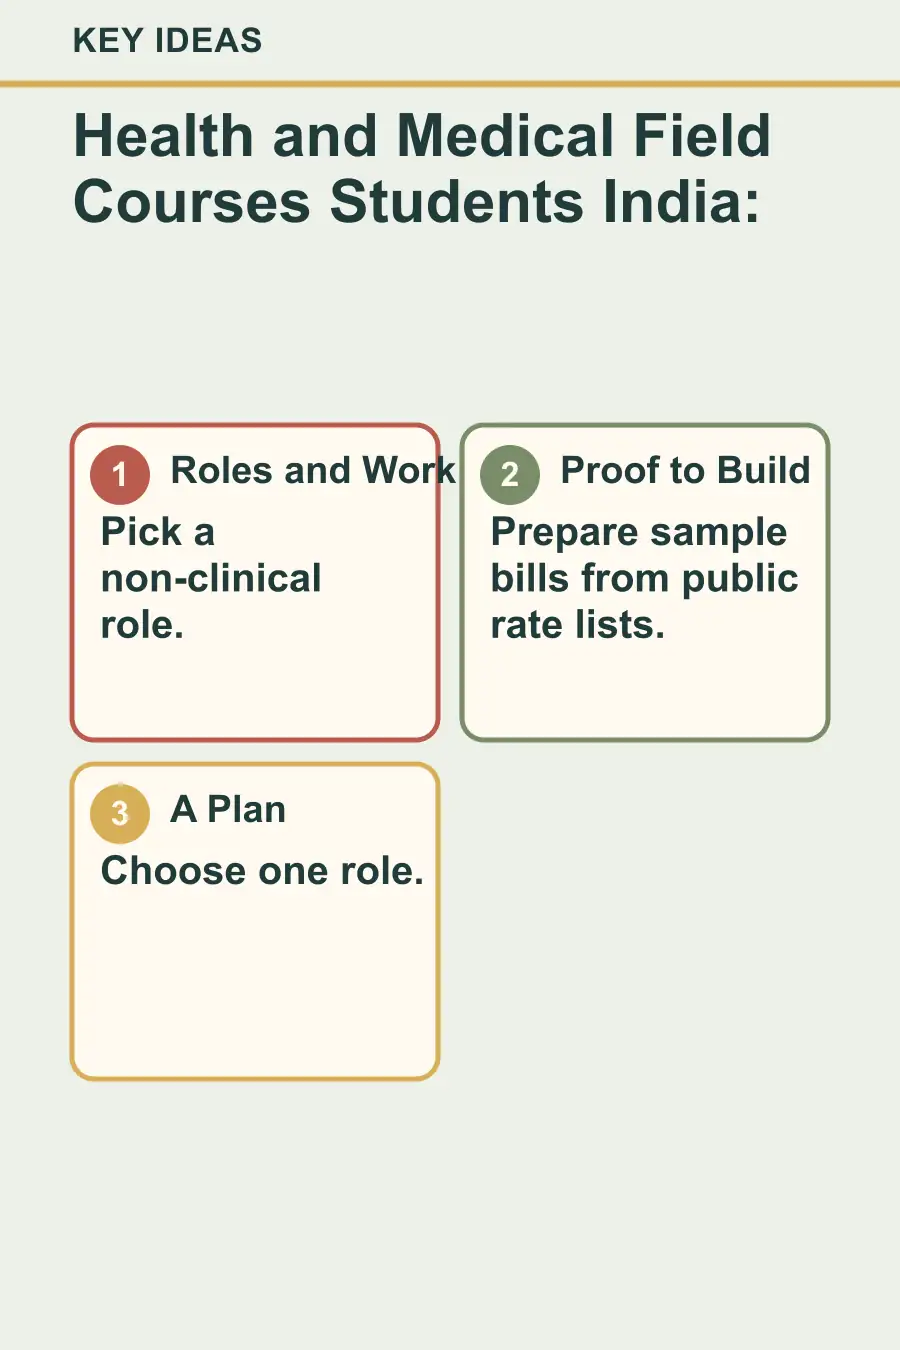 KEY IDEAS
Health and Medical Field
Courses Students India:
1 Roles and Work
Pick a
non-clinical
role.
2 Proof to Build
Prepare sample
bills from public
rate lists.
3 A Plan
Choose one role.